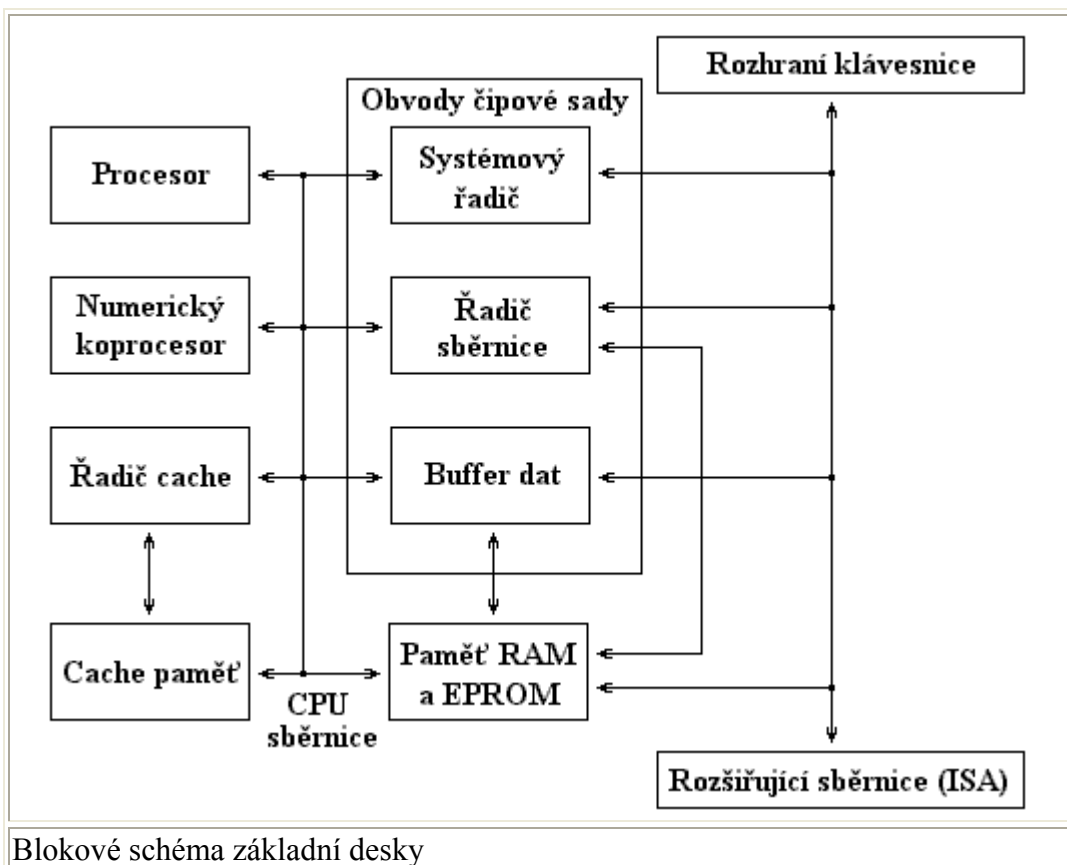 Rozhraní klávesnice
Obvody čipové sady
Procesor
Systémový
řadič
Numerický
koprocesor
Řadič
sběrnice
Řadič cache
Buffer dat
Cache paměť
CPU
sběrnice
Paměť RAM
a EPROM
Rozšiřující sběrnice (ISA)
Blokové schéma základní desky